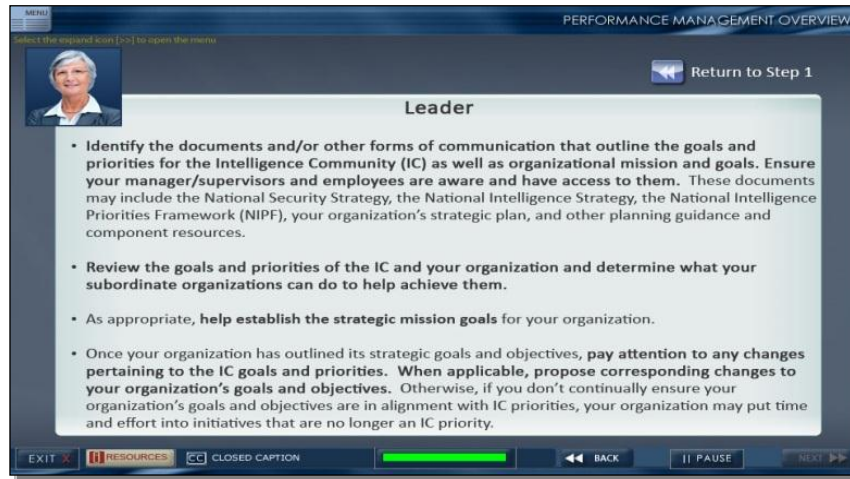 MENU
PERFORMANCE MANAGEMENT OVERVIEW
Select the expand icon [>>] to open the menu
Return to Step 1
Leader
• Identify the documents and/or other forms of communication that outline the goals and
priorities for the Intelligence Community (IC) as well as organizational mission and goals. Ensure
your manager/supervisors and employees are aware and have access to them. These documents
may include the National Security Strategy, the National Intelligence Strategy, the National Intelligence
Priorities Framework (NIPF), your organization's strategic plan, and other planning guidance and
component resources.
• Review the goals and priorities of the IC and your organization and determine what your
subordinate organizations can do to help achieve them.
• As appropriate, help establish the strategic mission goals for your organization.
• Once your organization has outlined its strategic goals and objectives, pay attention to any changes
pertaining to the IC goals and priorities. When applicable, propose corresponding changes to
your organization's goals and objectives. Otherwise, if you don't continually ensure your
organization's goals and objectives are in alignment with IC priorities, your organization may put time
and effort into initiatives that are no longer an IC priority.
EXIT X RESOURCES CC CLOSED CAPTION BACK || PAUSE NEXT